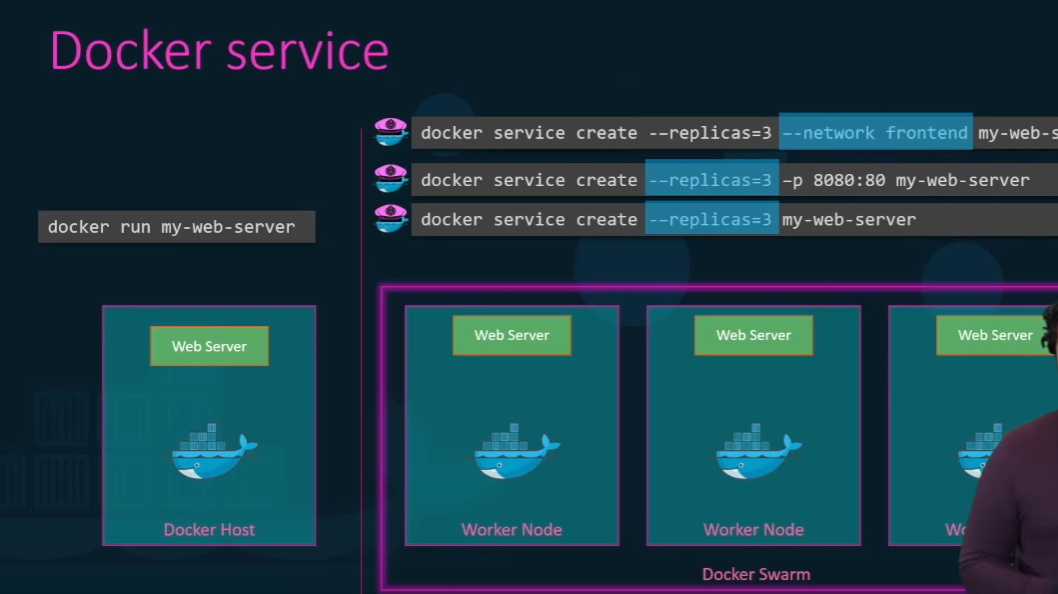 Docker service
docker service create --replicas=3 --network frontend my-web-s
docker service create --replicas=3 –p 8080:80 my-web-server
docker service create --replicas=3 my-web-server
docker run my-web-server
Web Server
Web Server
Web Server
Web Server
Docker Host
Worker Node
Worker Node
Wo
Docker Swarm